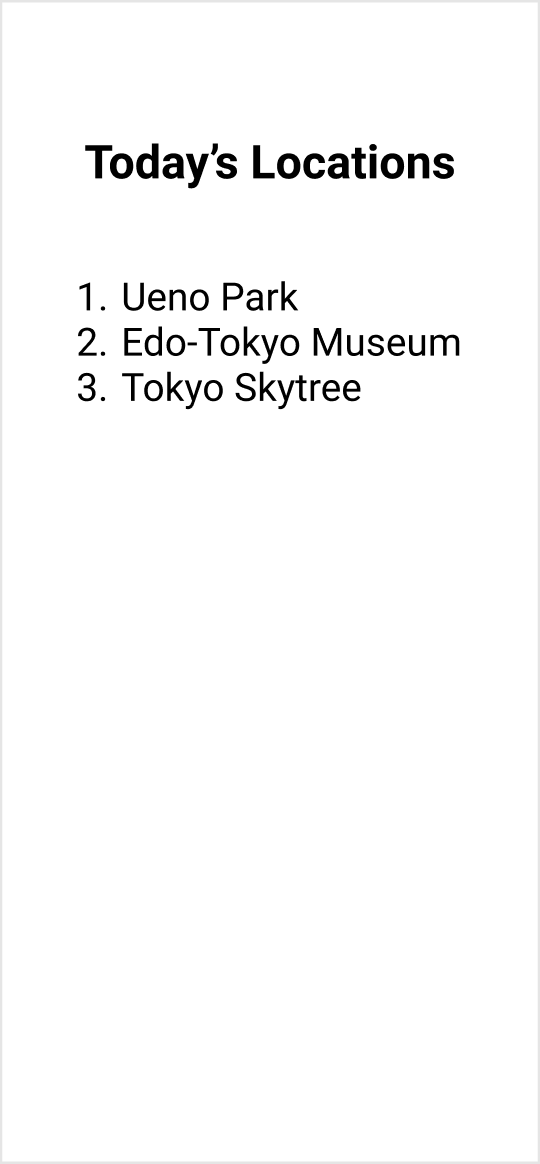 Today’s Locations
1. Ueno Park
2. Edo-Tokyo Museum
3. Tokyo Skytree